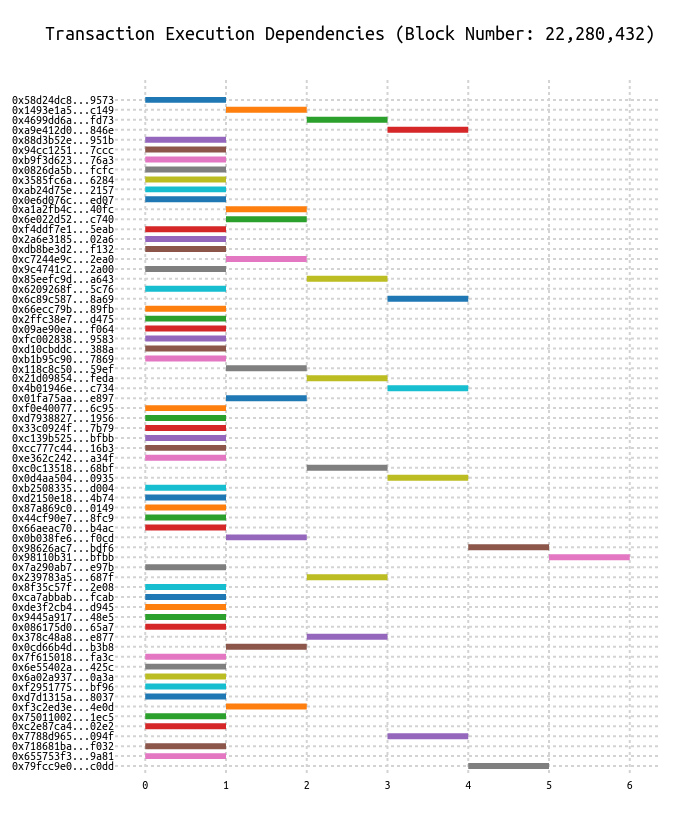 Transaction Execution Dependencies (Block Number: 22,280,432)
0x58d24dc8...9573
0x1493e1a5...c149
0x4699dd6a...fd73
0xa9e412d0...846e
0x88d3b52e...951b
0x94cc1251...7ccc
0xb9f3d623...76a3
0x0826da5b...fcfc
0x3585fc6a...6284
0xab24d75e...2157
0x0e6d076c...ed07
0xa1a2fb4c...40fc
0x6e022d52...c740
0xf4ddf7e1...5eab
0x2a6e3185...02a6
0xdb8be3d2...f132
0xc7244e9c...2ea0
0x9c4741c2...2a00
0x85eefc9d...a643
0x6209268f...5c76
0x6c89c587...8a69
0x66ecc79b...89fb
0x2ffc38e7...d475
0x09ae90ea...f064
0xfc002838...9583
0xd10cbddc...388a
0xb1b95c90...7869
0x118c8c50...59ef
0x21d09854...feda
0x4b01946e...c734
0x01fa75aa...e897
0xf0e40077...6c95
0xd7938827...1956
0x33c0924f...7b79
0xc139b525...bfbb
0xcc777c44...16b3
0xe362c242...a34f
0xc0c13518...68bf
0x0d4aa504...0935
0xb2508335...d004
0xd2150e18...4b74
0x87a869c0...0149
0x44cf90e7...8fc9
0x66aeac70...b4ac
0x0b038fe6...f0cd
0x98626ac7...bdf6
0x98110b31...bfbb
0x7a290ab7...e97b
0x239783a5...687f
0x8f35c57f...2e08
0xca7abbab...fcab
0xde3f2cb4...d945
0x9445a917...48e5
0x086175d0...65a7
0x378c48a8...e877
0x0cd66b4d...b3b8
0x7f615018...fa3c
0x6e55402a...425c
0x6a02a937...0a3a
0xf2951775...bf96
0xd7d1315a...8037
0xf3c2ed3e...4e0d
0x75011002...1ec5
0xc2e87ca4...02e2
0x7788d965...094f
0x718681ba...f032
0x655753f3...9a81
0x79fcc9e0...c0dd
0 1 2 3 4 5 6